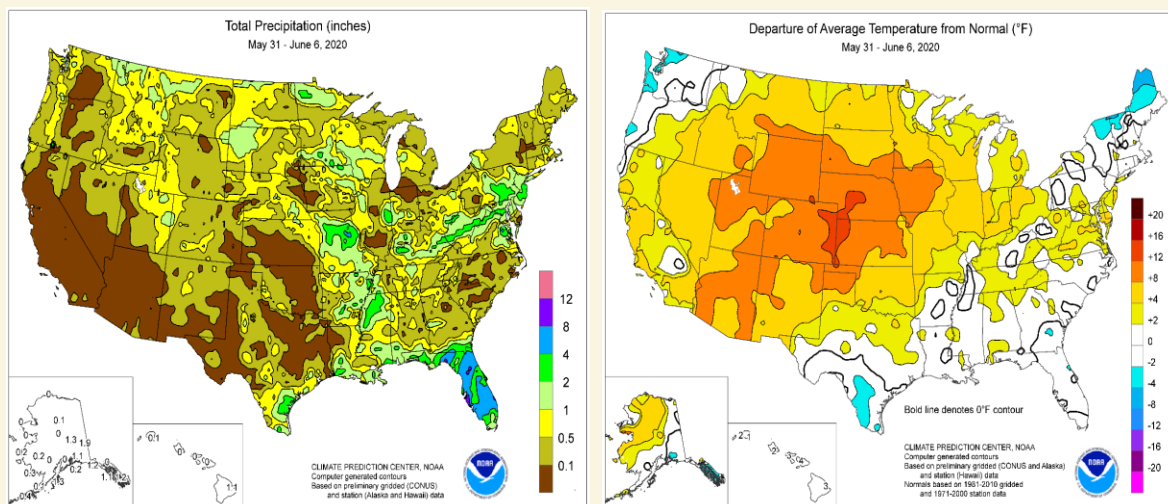 Total Precipitation (inches)
May 31 - June 6, 2020
12
8
4
2
1
0.5
0.1
CLIMATE PREDICTION CENTER, NOAA
Computer generated contours
Based on preliminary gridded (CONUS)
and station (Alaska and Hawaii) data
NOAA
Departure of Average Temperature from Normal (°F)
May 31 - June 6, 2020
+20
+16
+12
+8
+4
+2
0
-2
-4
-8
-12
-16
-20
Bold line denotes 0°F contour
CLIMATE PREDICTION CENTER, NOAA
Computer generated contours
Based on preliminary gridded (CONUS and Alaska)
and station (Hawaii) data
Normals based on 1981-2010 gridded
and 1971-2000 station data
NOAA